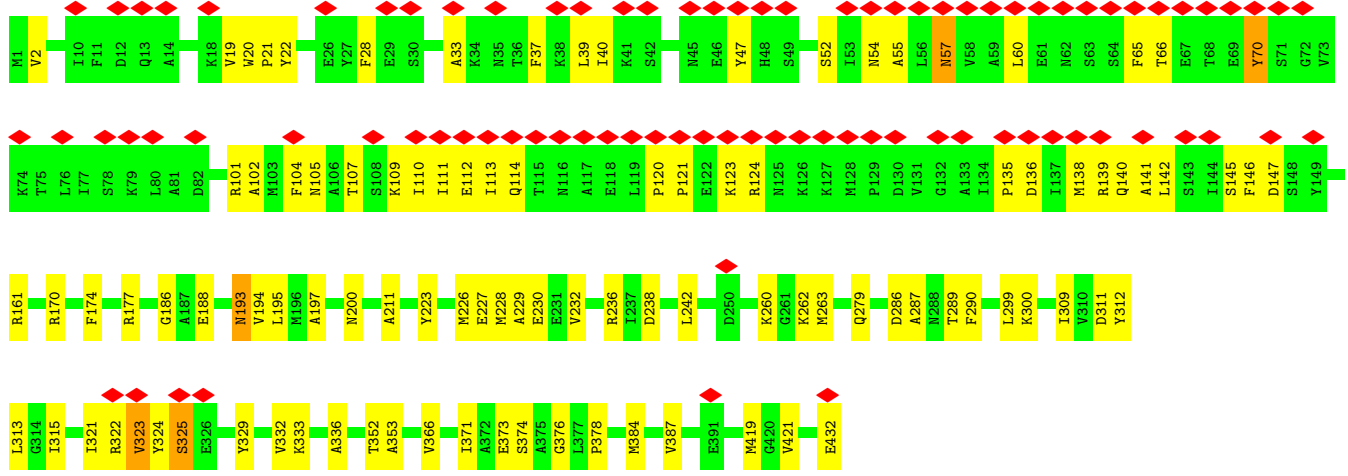 M1 V2 I10 F11 D12 Q13 A14 K18 V19 W20 P21 Y22 E26 Y27 F28 E29 S30 A33 K34 N35 T36 F37 K38 L39 I40 K41 S42 N45 E46 Y47 H48 S49 S52 I53 N54 A55 L56 N57 V58 A59 L60 E61 N62 S63 S64 F65 T66 E67 T68 E69 Y70 S71 G72 V73
K74 T75 L76 I77 S78 K79 L80 A81 D82 R101 A102 M103 F104 N105 A106 T107 S108 K109 I110 I111 E112 I113 Q114 T115 N116 A117 E118 L119 P120 P121 E122 K123 R124 N125 K126 K127 M128 P129 D130 V131 G132 A133 I134 P135 D136 I137 M138 R139 Q140 A141 L142 S143 I144 S145 F146 D147 S148 Y149
R161 R170 F174 R177 G186 A187 E188 N193 V194 L195 M196 A197 N200 A211 Y223 M226 E227 M228 A229 E230 E231 V232 R236 I237 D238 L242 D250 K260 G261 K262 M263 Q279 D286 A287 N288 T289 F290 L299 K300 I309 V310 D311 Y312
L313 G314 I315 I321 R322 V323 Y324 S325 E326 Y329 V332 K333 A336 T352 A353 V366 I371 A372 E373 S374 A375 G376 L377 P378 M384 V387 E391 M419 G420 V421 E432